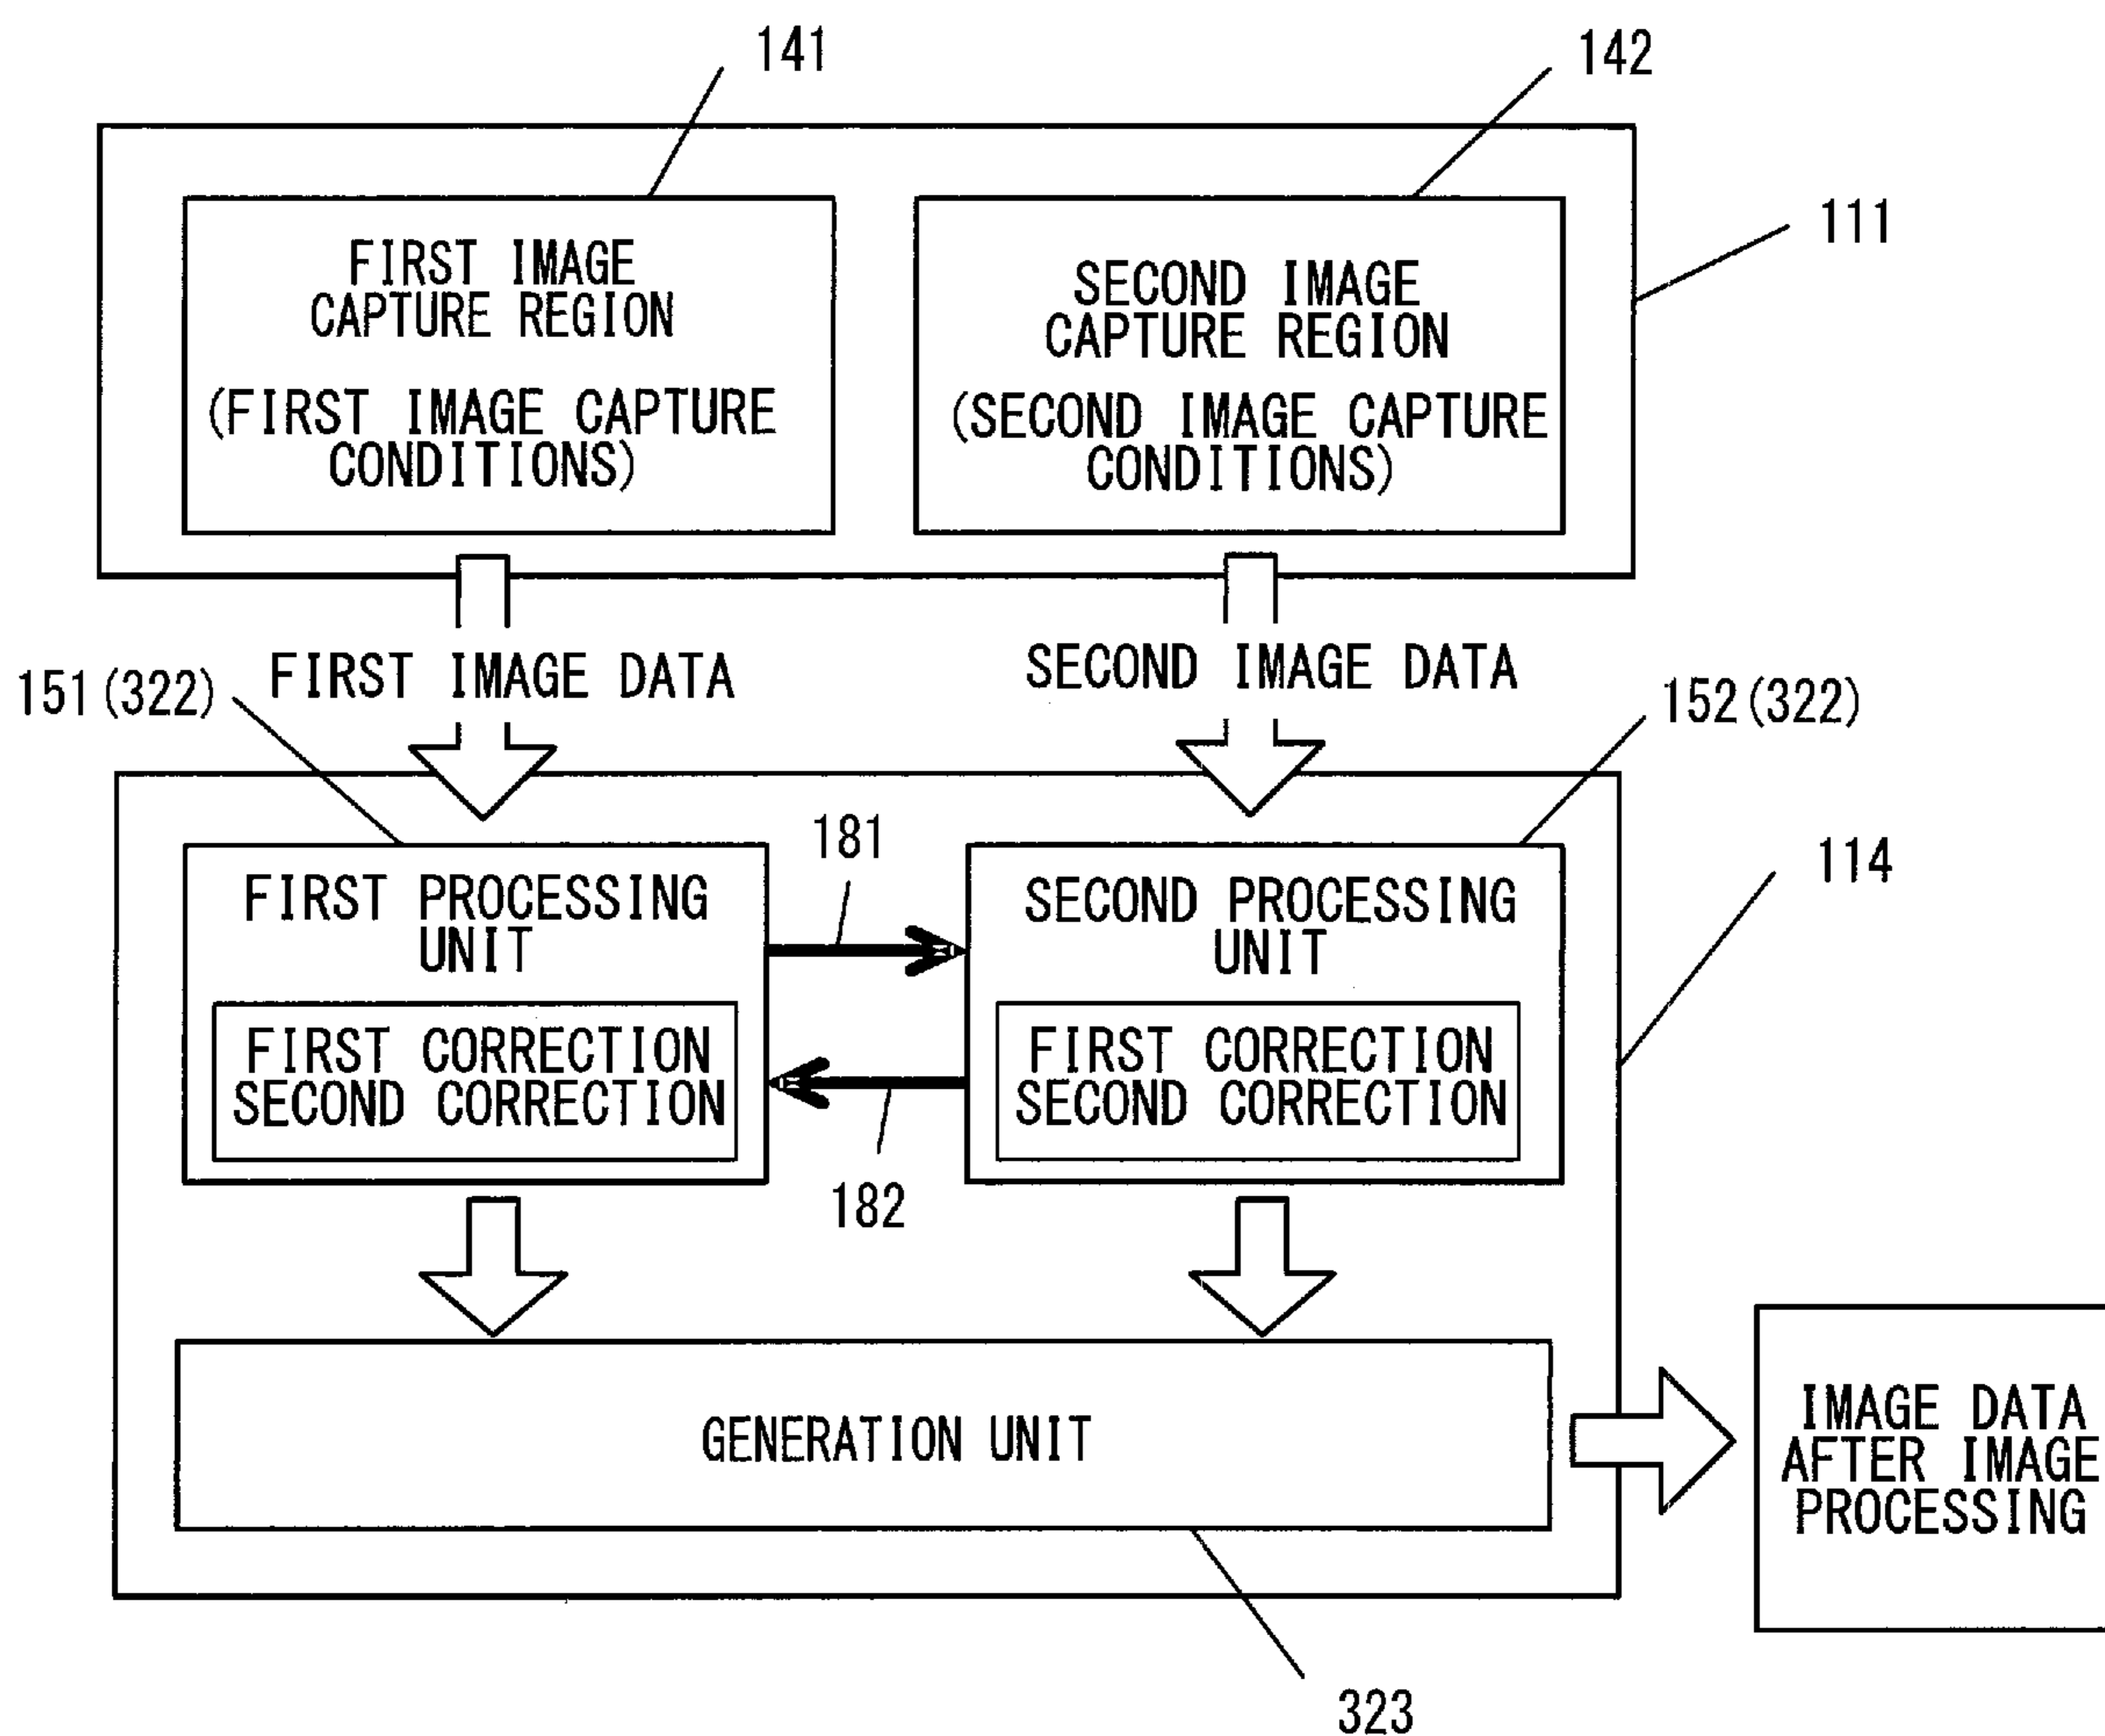 141
142
111
FIRST IMAGE
CAPTURE REGION
(FIRST IMAGE CAPTURE
CONDITIONS)
SECOND IMAGE
CAPTURE REGION
(SECOND IMAGE CAPTURE
CONDITIONS)
FIRST IMAGE DATA
SECOND IMAGE DATA
151(322)
152(322)
114
FIRST PROCESSING
UNIT
FIRST CORRECTION
SECOND CORRECTION
181
182
SECOND PROCESSING
UNIT
FIRST CORRECTION
SECOND CORRECTION
GENERATION UNIT
IMAGE DATA
AFTER IMAGE
PROCESSING
323